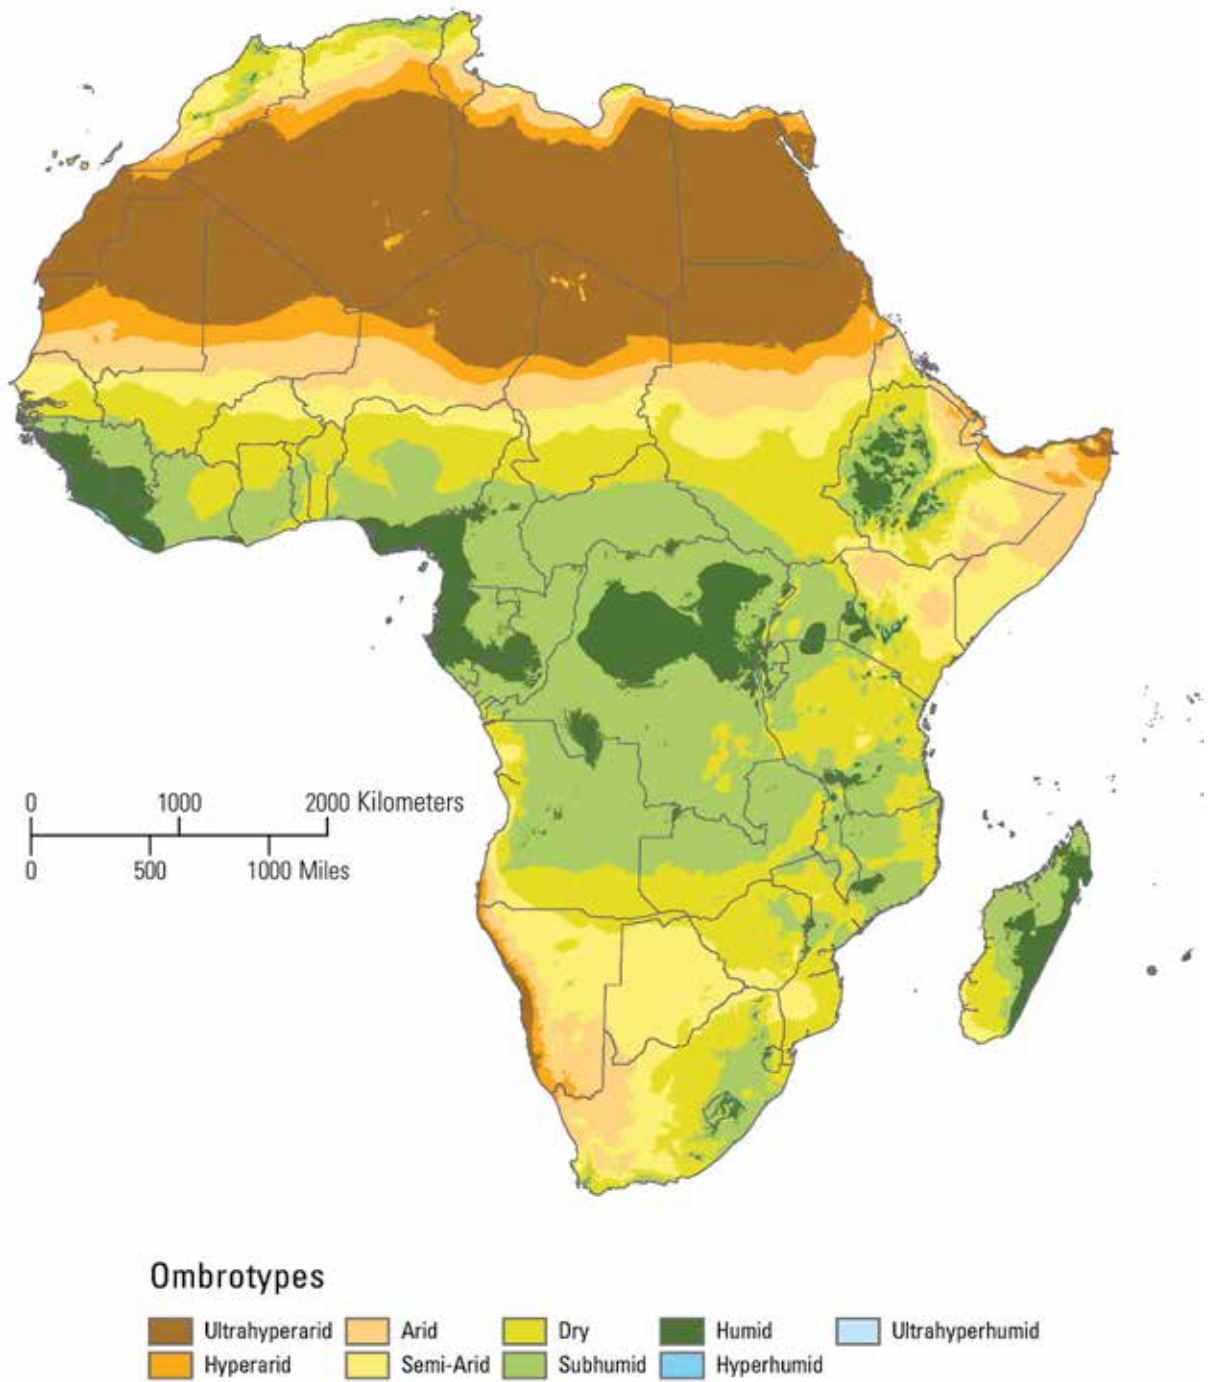 0 1000 2000 Kilometers
0 500 1000 Miles
Ombrotypes
Ultrahyperarid Arid Dry Humid Ultrahyperhumid
Hyperarid Semi-Arid Subhumid Hyperhumid